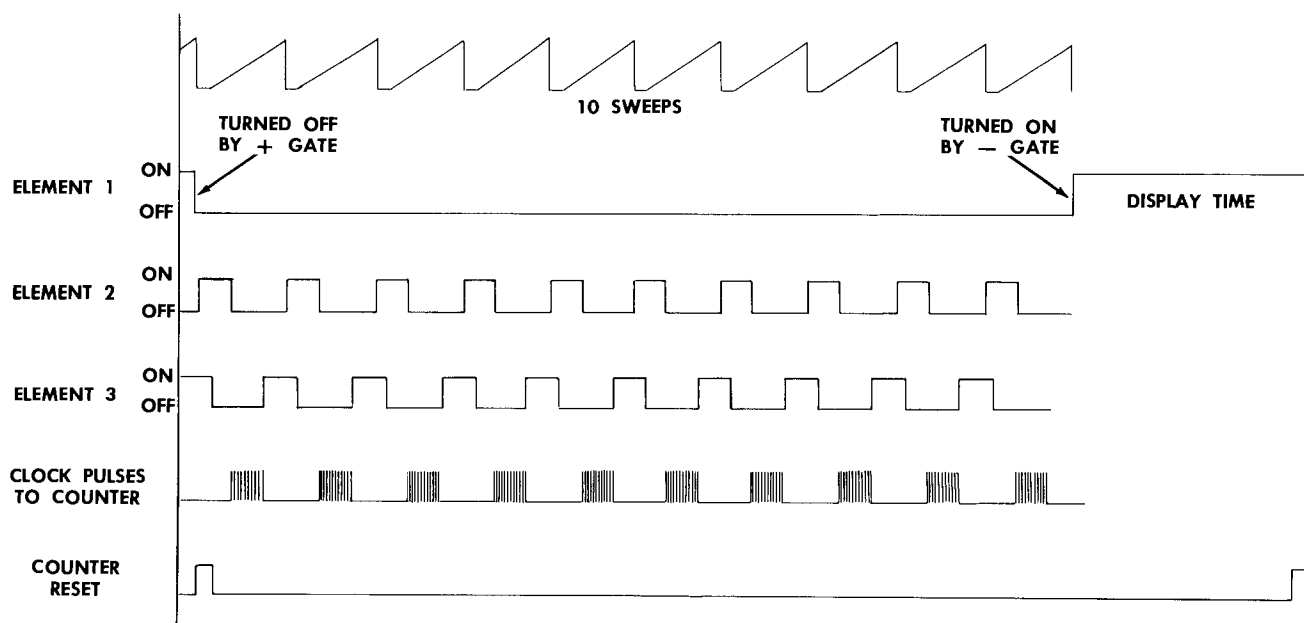 10 SWEEPS
TURNED OFF
BY + GATE
TURNED ON
BY — GATE
ELEMENT 1
ON
OFF
DISPLAY TIME
ELEMENT 2
ON
OFF
ELEMENT 3
ON
OFF
CLOCK PULSES
TO COUNTER
COUNTER
RESET